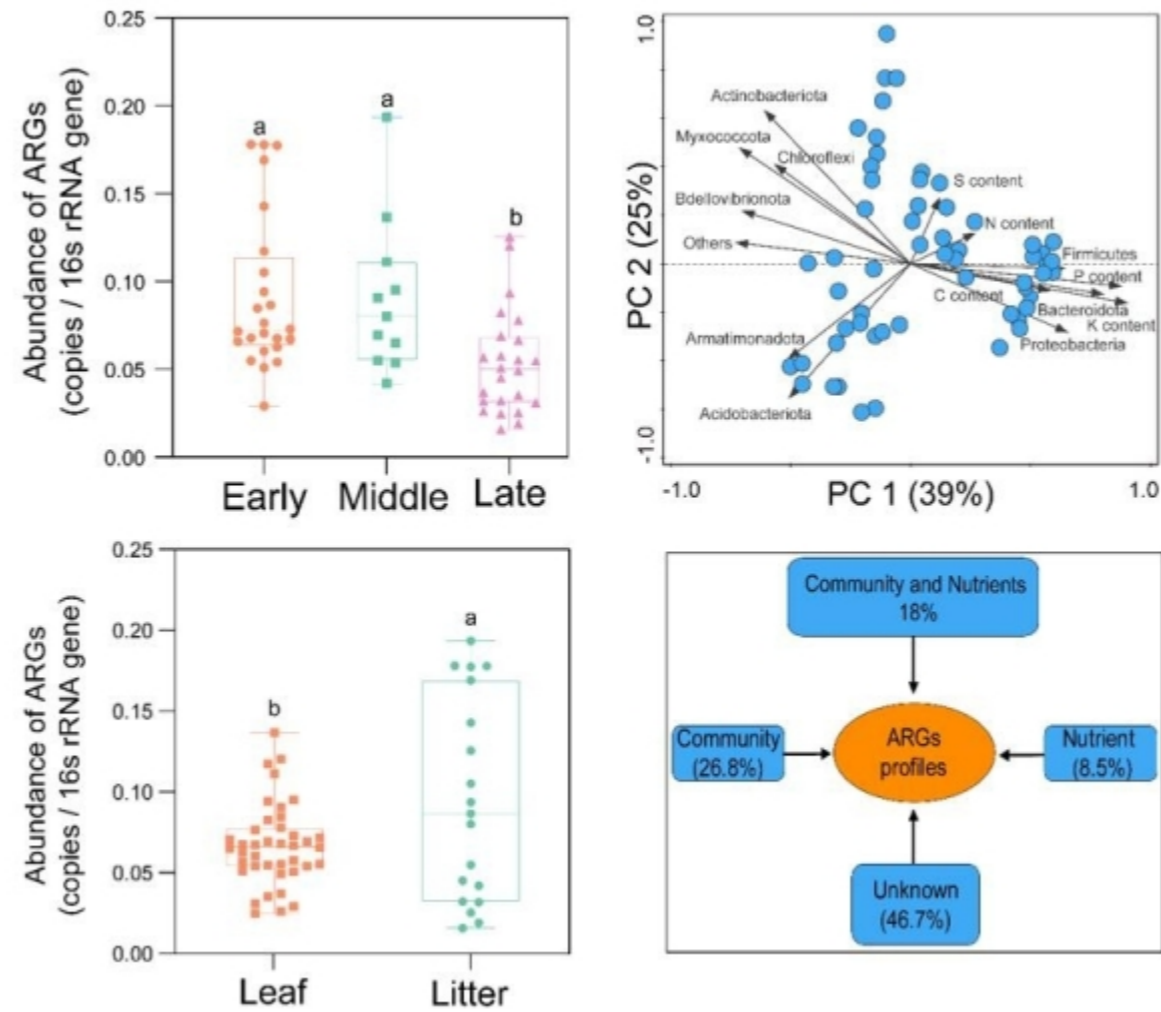 Abundance of ARGs
(copies / 16s rRNA gene)
0.25
0.20
0.15
0.10
0.05
0.00
a
a
b
Early Middle Late
PC 2 (25%)
1.0
-1.0
Actinobacteriota
Myxococcota
Chloroflexi
Bdellovibrionota
Others
S content
N content
Firmicutes
P content
C content
Bacteroidota
K content
Proteobacteria
Armatimonadota
Acidobacteriota
-1.0 PC 1 (39%) 1.0
Abundance of ARGs
(copies / 16s rRNA gene)
0.25
0.20
0.15
0.10
0.05
0.00
b
a
Leaf Litter
Community and Nutrients
18%
Community
(26.8%)
ARGs
profiles
Nutrient
(8.5%)
Unknown
(46.7%)